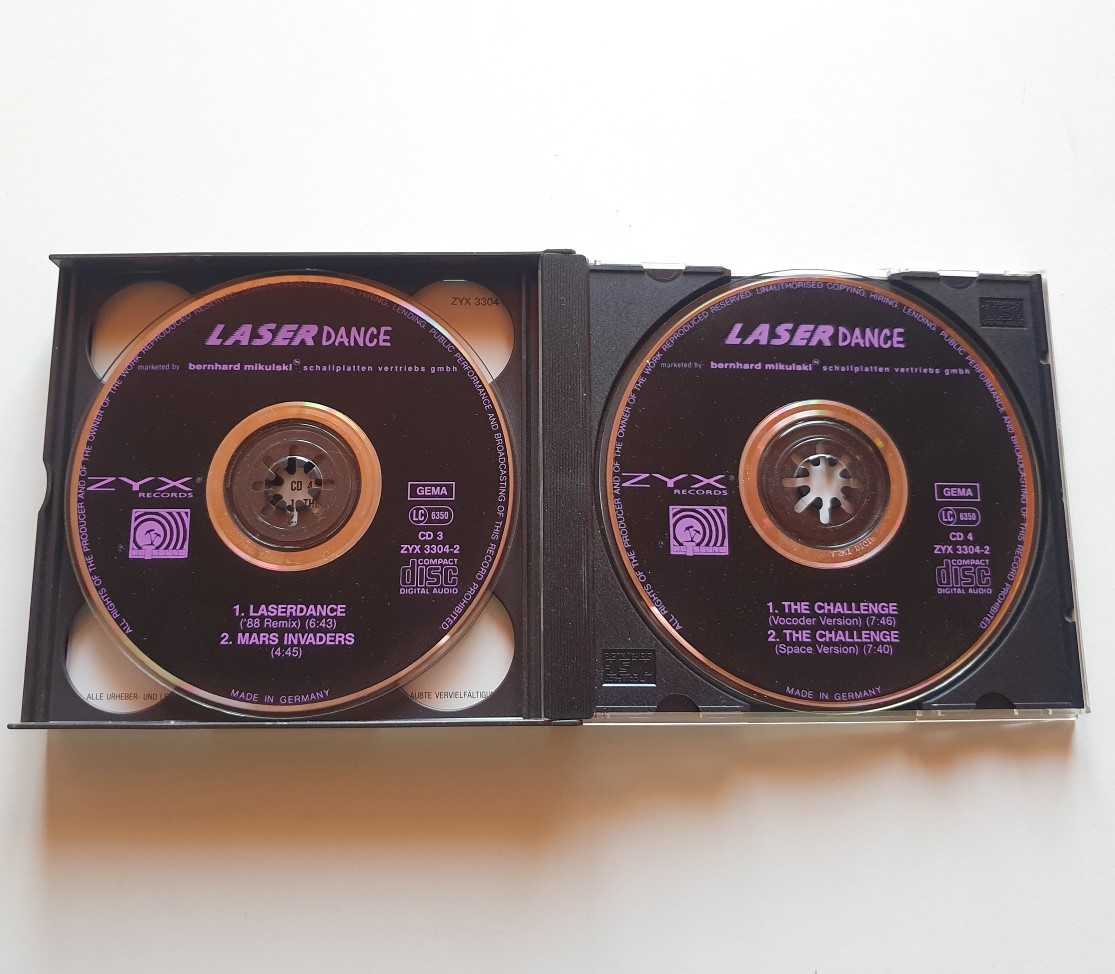 ZYX 3304
LASERDANCE
marketed by bernhard mikulski schallplatten vertriebs gmbh
ALL RIGHTS OF THE PRODUCER AND OF THE OWNER OF THE WORK REPRODUCED RESERVED. UNAUTHORISED COPYING, HIRING, LENDING, PUBLIC PERFORMANCE AND BROADCASTING OF THIS RECORD PROHIBITED.
ZYX®
RECORDS
CD 4
GEMA
LC 6350
CD 3
ZYX 3304-2
COMPACT
disc
DIGITAL AUDIO
1. LASERDANCE
('88 Remix) (6:43)
2. MARS INVADERS
(4:45)
MADE IN GERMANY
ALLE URHEBER- UND
LASERDANCE
marketed by bernhard mikulski schallplatten vertriebs gmbh
ALL RIGHTS OF THE PRODUCER AND OF THE OWNER OF THE WORK REPRODUCED RESERVED. UNAUTHORISED COPYING, HIRING, LENDING, PUBLIC PERFORMANCE AND BROADCASTING OF THIS RECORD PROHIBITED.
ZYX®
RECORDS
GEMA
LC 6350
CD 4
ZYX 3304-2
COMPACT
disc
DIGITAL AUDIO
1. THE CHALLENGE
(Vocoder Version) (7:46)
2. THE CHALLENGE
(Space Version) (7:40)
MADE IN GERMANY